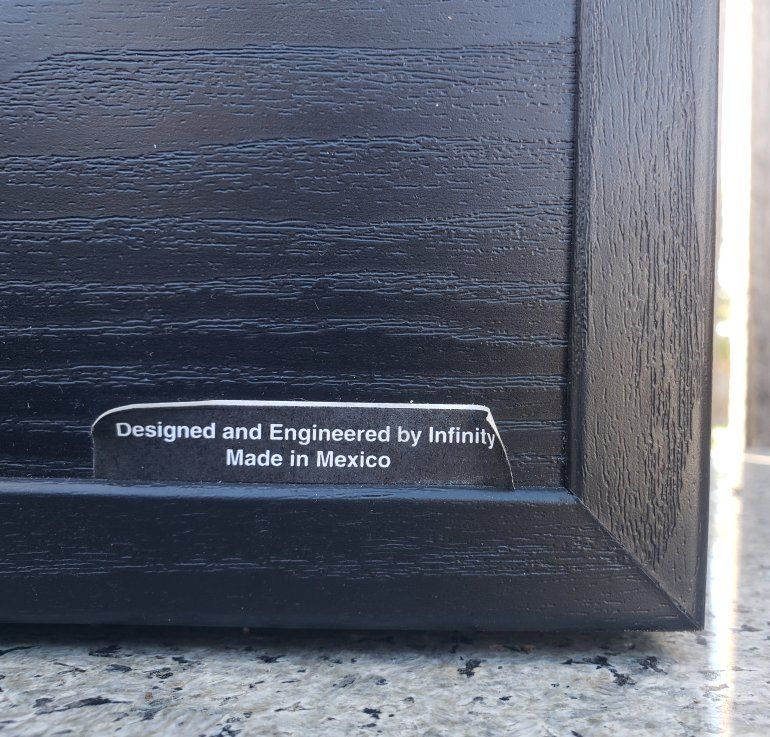 Designed and Engineered by Infinity
Made in Mexico